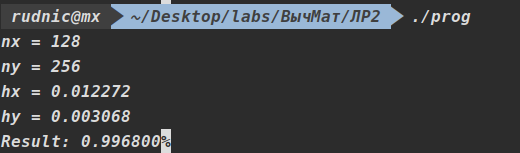 rudnic@mx ~/Desktop/labs/ВычМат/ЛР2 ./prog
nx = 128
ny = 256
hx = 0.012272
hy = 0.003068
Result: 0.996800%